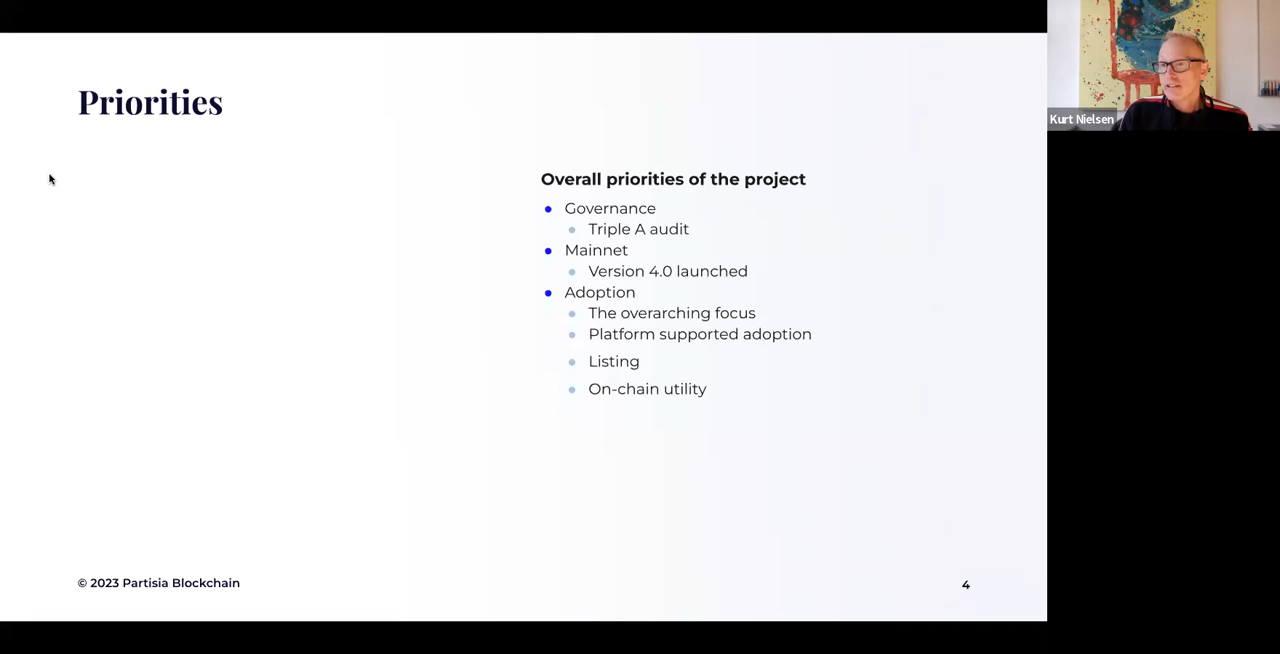 Priorities
Kurt Nielsen
Overall priorities of the project
Governance
Triple A audit
Mainnet
Version 4.0 launched
Adoption
The overarching focus
Platform supported adoption
Listing
On-chain utility
© 2023 Partisia Blockchain
4